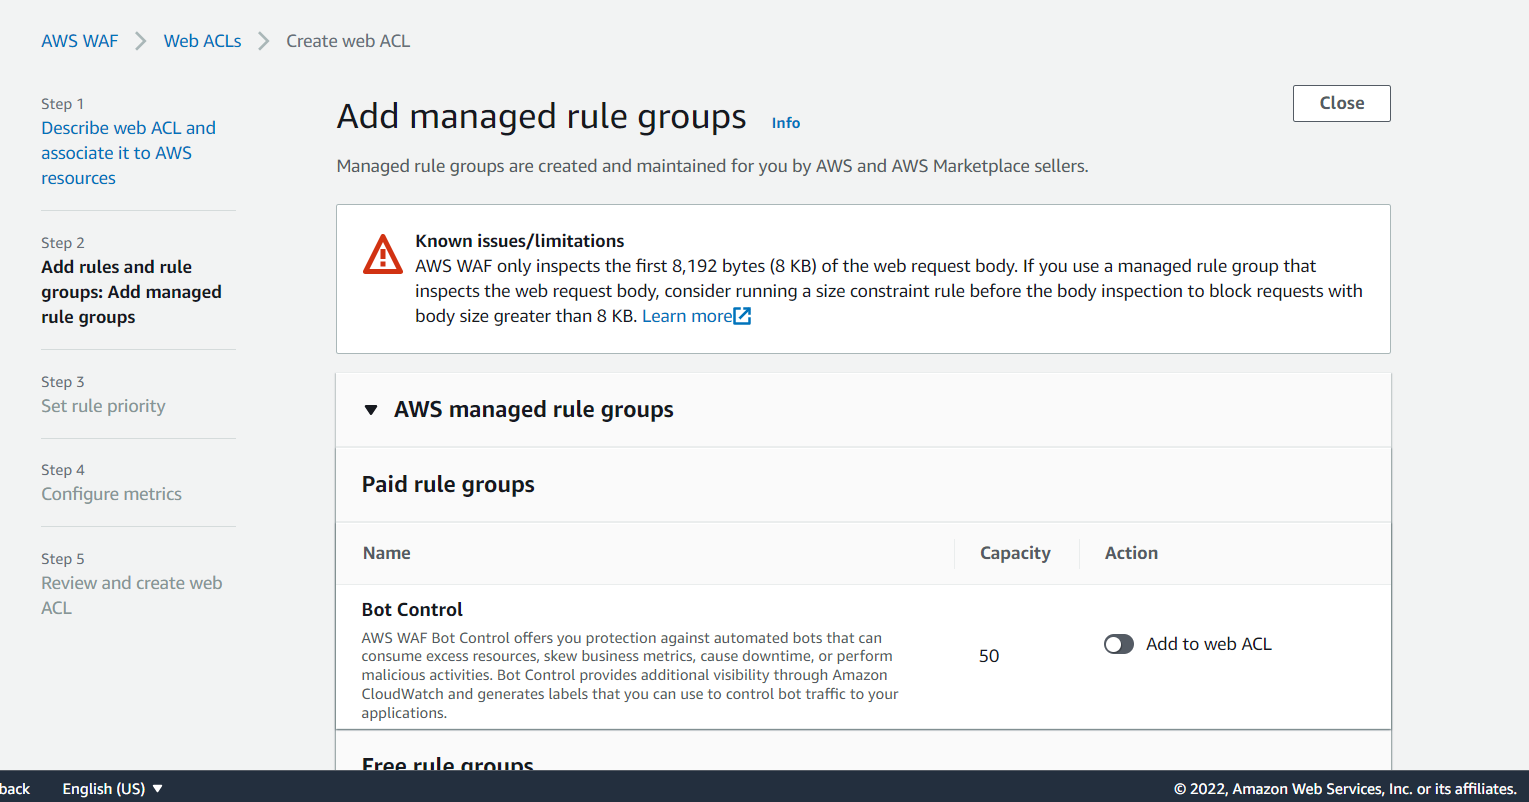 AWS WAF > Web ACLs > Create web ACL
Step 1
Describe web ACL and
associate it to AWS
resources
Step 2
Add rules and rule
groups: Add managed
rule groups
Step 3
Set rule priority
Step 4
Configure metrics
Step 5
Review and create web
ACL
Add managed rule groups Info
Close
Managed rule groups are created and maintained for you by AWS and AWS Marketplace sellers.
Known issues/limitations
AWS WAF only inspects the first 8,192 bytes (8 KB) of the web request body. If you use a managed rule group that
inspects the web request body, consider running a size constraint rule before the body inspection to block requests with
body size greater than 8 KB. Learn more
AWS managed rule groups
Paid rule groups
Name Capacity Action
Bot Control
AWS WAF Bot Control offers you protection against automated bots that can
consume excess resources, skew business metrics, cause downtime, or perform
malicious activities. Bot Control provides additional visibility through Amazon
CloudWatch and generates labels that you can use to control bot traffic to your
applications.
50
Add to web ACL
Free rule groups
back English (US) © 2022, Amazon Web Services, Inc. or its affiliates.